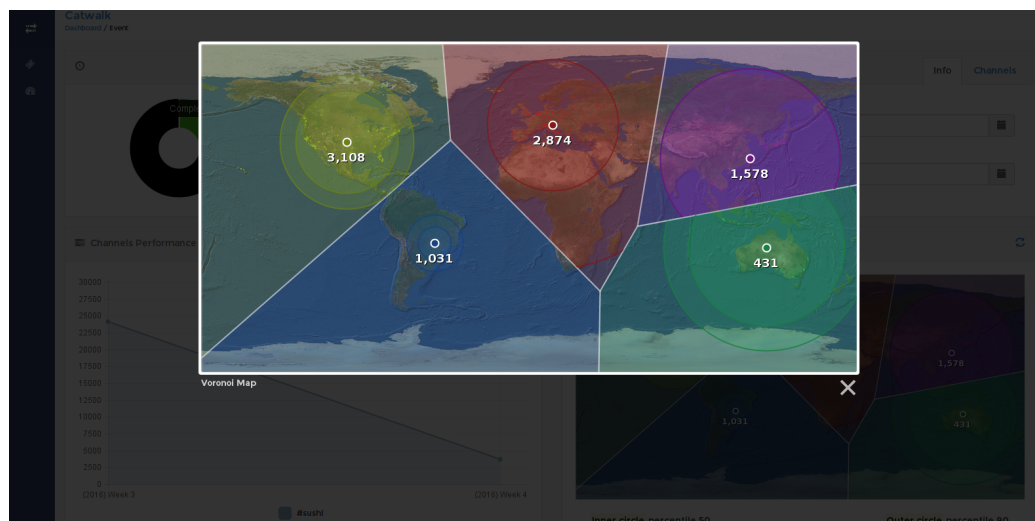 Catwalk
Dashboard / Event
Info
Channels
3,108
2,874
1,578
1,031
431
Voronoi Map
Channels Performance
30000
27500
25000
22500
20000
17500
15000
12500
10000
7500
5000
2500
0
(2018) Week 3
(2018) Week 4
#sushi
1,578
1,031
431
Inner circle, percentile 50
Outer circle, percentile 90